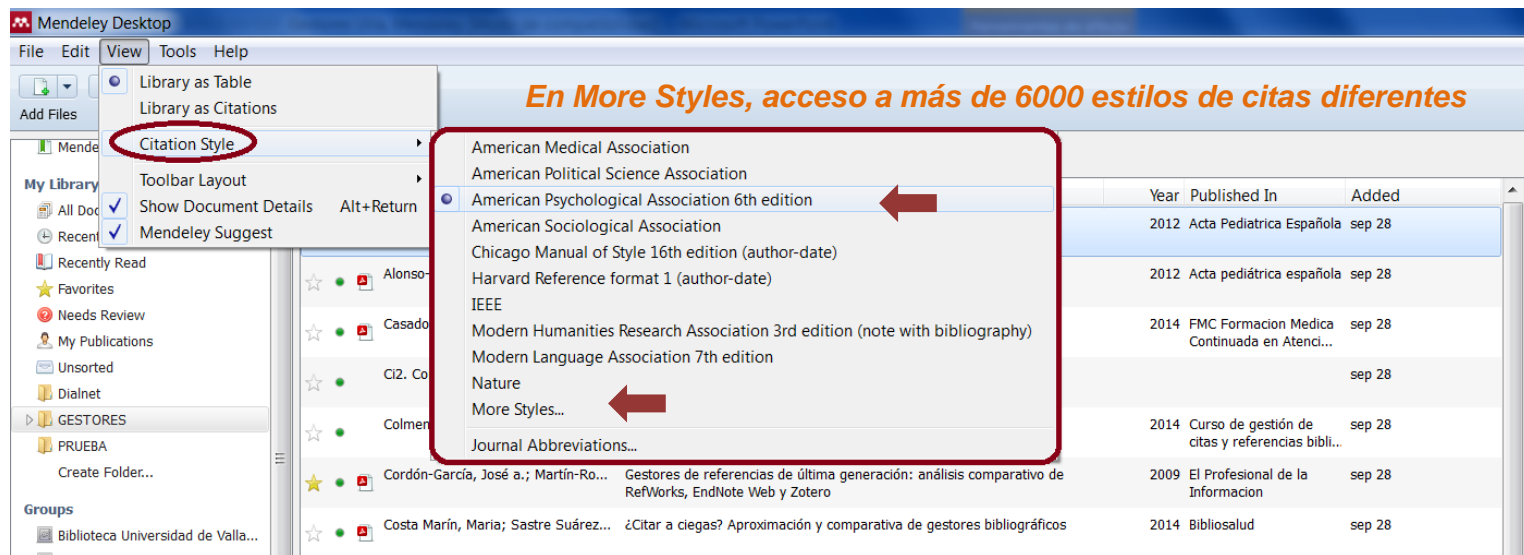 Mendeley Desktop
File Edit View Tools Help
Library as Table
Library as Citations
Citation Style
Toolbar Layout
Show Document Details Alt+Return
Mendeley Suggest
Add Files
En More Styles, acceso a más de 6000 estilos de citas diferentes
American Medical Association
American Political Science Association
American Psychological Association 6th edition
American Sociological Association
Chicago Manual of Style 16th edition (author-date)
Harvard Reference format 1 (author-date)
IEEE
Modern Humanities Research Association 3rd edition (note with bibliography)
Modern Language Association 7th edition
Nature
More Styles...
Journal Abbreviations...
Mende
My Library
All Doc
Recent
Recently Read
Favorites
Needs Review
My Publications
Unsorted
Dialnet
GESTORES
PRUEBA
Create Folder...
Groups
Biblioteca Universidad de Valla...
Year Published In Added
2012 Acta Pediatrica Española sep 28
Alonso- 2012 Acta pediátrica española sep 28
Casado 2014 FMC Formacion Medica sep 28
Continuada en Atenci...
Ci2. Co sep 28
Colmen 2014 Curso de gestión de sep 28
citas y referencias bibli...
Cordón-García, José a.; Martín-Ro... Gestores de referencias de última generación: análisis comparativo de 2009 El Profesional de la sep 28
RefWorks, EndNote Web y Zotero Informacion
Costa Marín, Maria; Sastre Suárez... ¿Citar a ciegas? Aproximación y comparativa de gestores bibliográficos 2014 Bibliosalud sep 28